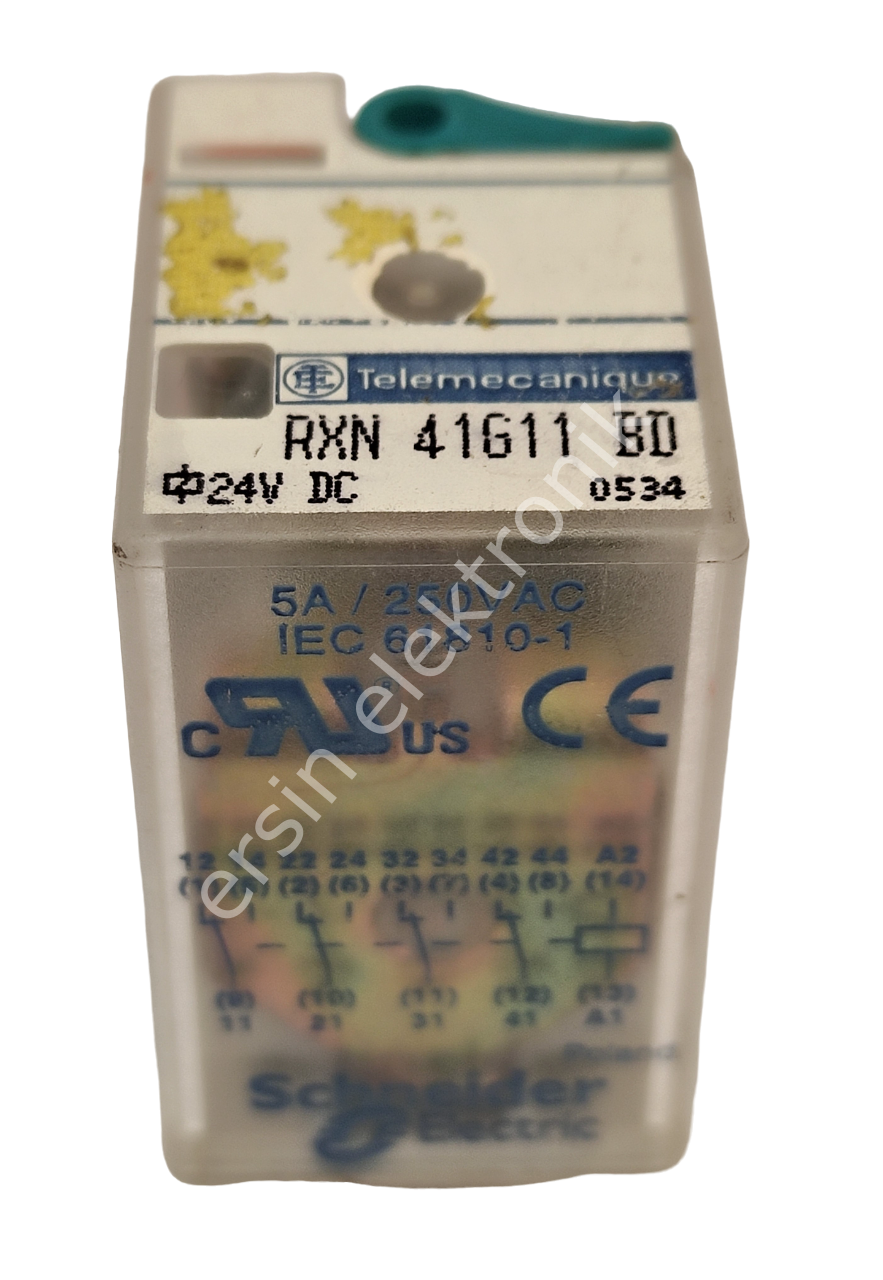 Telemecanique
RXN 41G11 BD
24V DC 0534
5A / 250VAC
IEC 61810-1
C US CE
12 22 24 32 34 42 44 A2
(2) (6) (3) (7) (4) (8) (14)
(9) (10) (11) (12) (13)
11 21 31 41 A1
Poland
Schneider
Electric
ersin elektronik